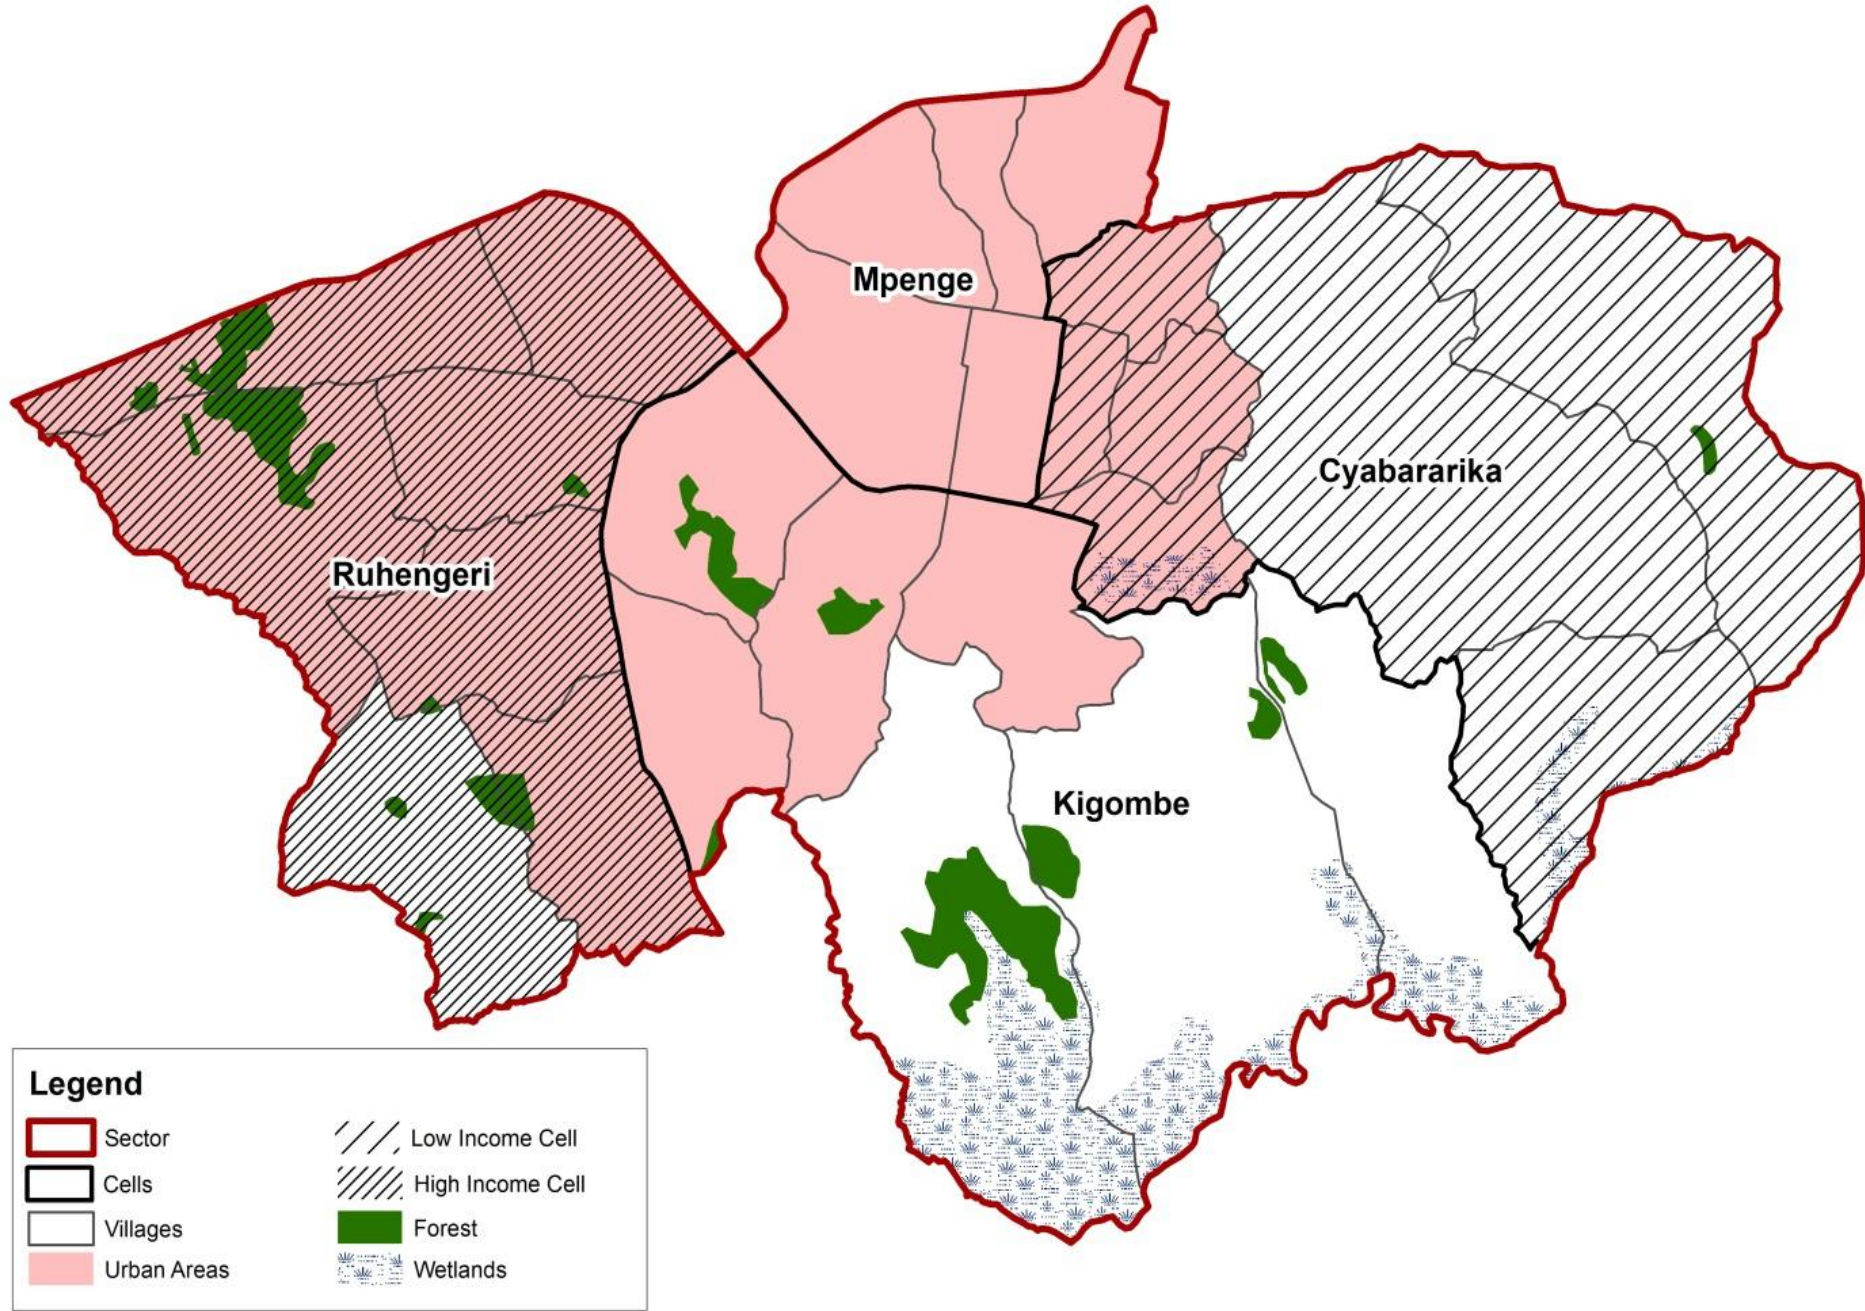 Mpenge
Cyabararika
Ruhengeri
Kigombe
Legend
Sector
Cells
Villages
Urban Areas
Low Income Cell
High Income Cell
Forest
Wetlands